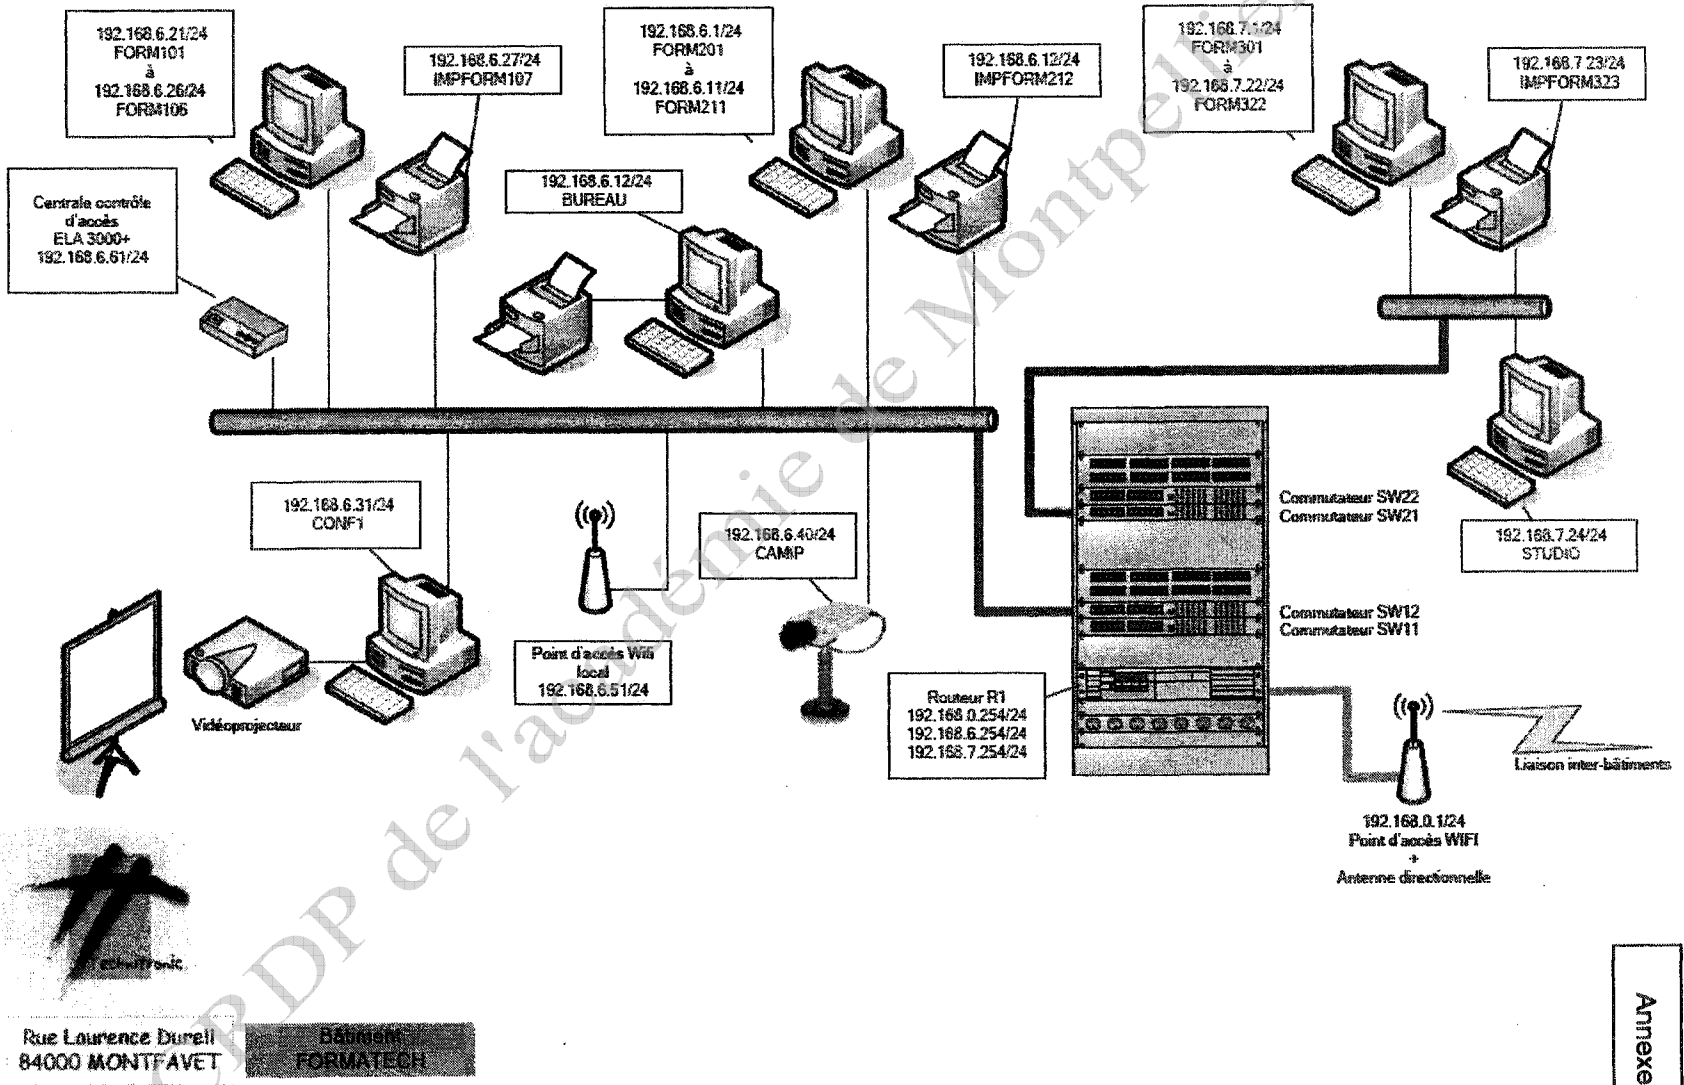 192.168.6.21/24
FORM101
à
192.168.6.26/24
FORM106
192.168.6.27/24
IMPFORM107
192.168.6.1/24
FORM201
à
192.168.6.11/24
FORM211
192.168.6.12/24
IMPFORM212
192.168.7.1/24
FORM301
à
192.168.7.22/24
FORM322
192.168.7.23/24
IMPFORM323
Centrale contrôle
d'accès
ELA 3000+
192.168.6.61/24
192.168.6.12/24
BUREAU
192.168.6.31/24
CONF1
192.168.6.40/24
CAMIP
Commutateur SW22
Commutateur SW21
192.168.7.24/24
STUDIO
Commutateur SW12
Commutateur SW11
Point d'accès Wifi
local
192.168.6.51/24
Routeur R1
192.168.0.254/24
192.168.6.254/24
192.168.7.254/24
Vidéoprojecteur
Liaison inter-bâtiments
192.168.0.1/24
Point d'accès WIFI
+
Antenne directionnelle
Rue Lourence Durell
84000 MONTFAVET
Bâtiment
FORMATECH
Annexe
CRDP de l'académie de Montpellier